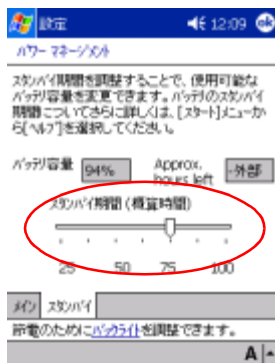 設定 12:09 ok
パワー マネージメント
スタンバイ期間を調整することで、使用可能な
バッテリ容量を変更できます。バッテリのスタンバイ
期間についてさらに詳しくは、[スタート]メニューか
ら[ヘルプ]を選択してください。
バッテリ容量 94% Approx. hours left -外部
スタンバイ期間 (概算時間)
25 50 75 100
メイン スタンバイ
節電のためにバックライトを調整できます。
A